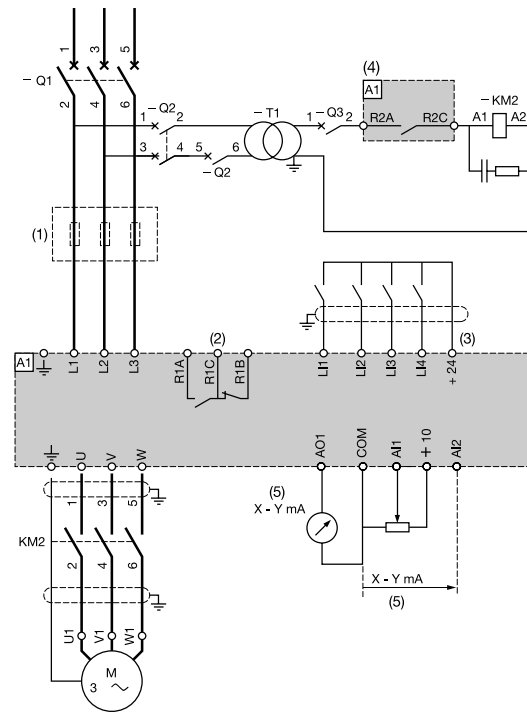 1 3 5
– Q1
2 4 6
(4)
A1
– Q2
1 2
– T1
– Q3
1 2
R2A R2C
– KM2
A1 A2
3 4 5 6
– Q2
(1)
(2)
(3)
A1
L1 L2 L3
R1A R1C R1B
LI1 LI2 LI3 LI4 + 24
U V W
AO1 COM AI1 + 10 AI2
1 3 5
(5)
X - Y mA
KM2
2 4 6
X - Y mA
(5)
U1 V1 W1
M
3